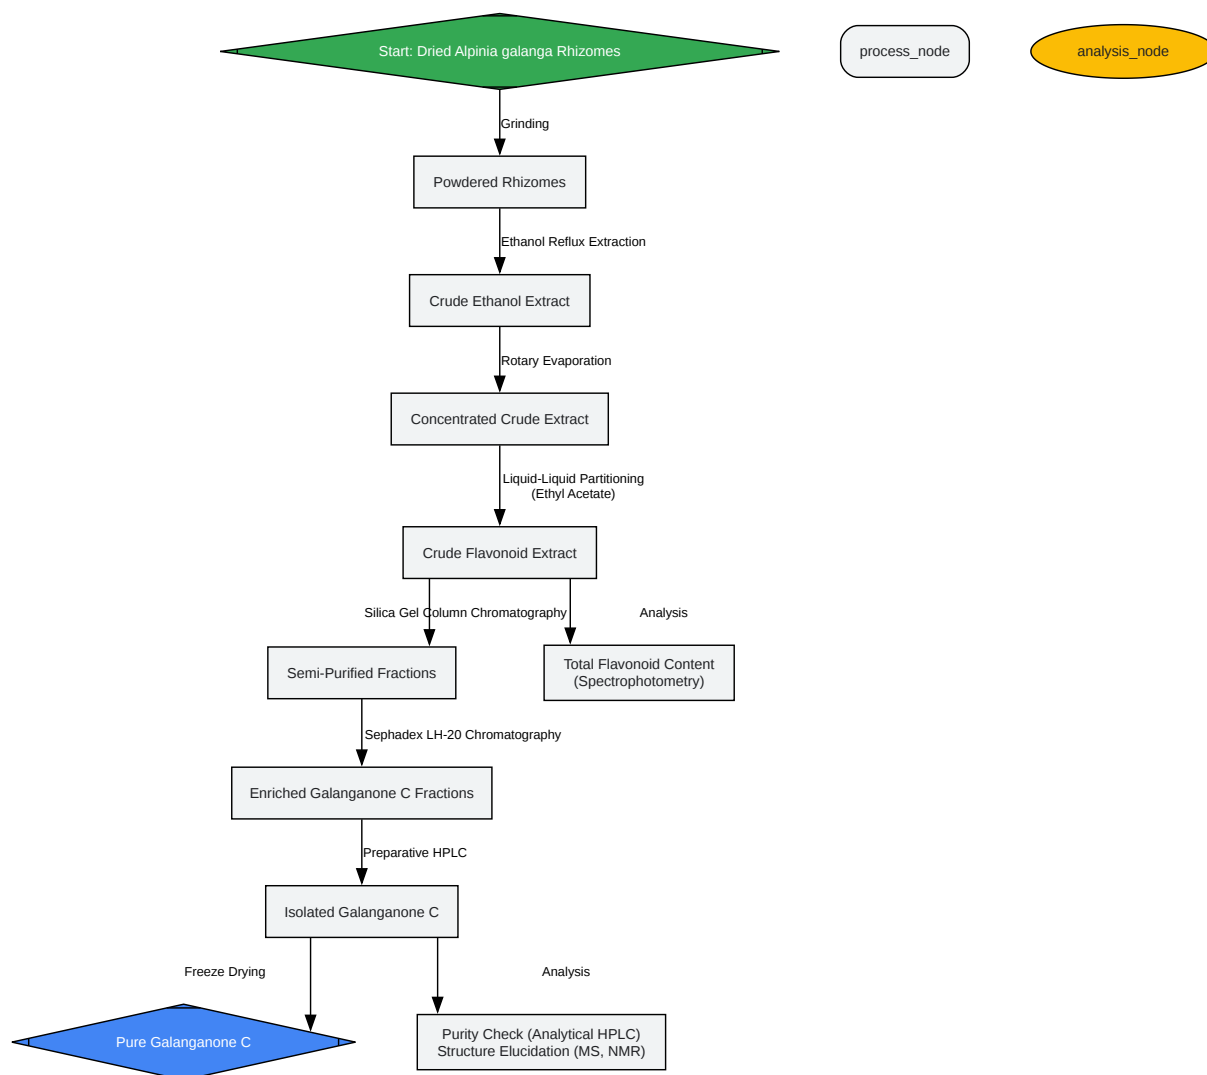 Start: Dried Alpinia galanga Rhizomes
process_node
analysis_node
Grinding
Powdered Rhizomes
Ethanol Reflux Extraction
Crude Ethanol Extract
Rotary Evaporation
Concentrated Crude Extract
Liquid-Liquid Partitioning
(Ethyl Acetate)
Crude Flavonoid Extract
Silica Gel Column Chromatography
Analysis
Semi-Purified Fractions
Total Flavonoid Content
(Spectrophotometry)
Sephadex LH-20 Chromatography
Enriched Galanganone C Fractions
Preparative HPLC
Isolated Galanganone C
Freeze Drying
Analysis
Pure Galanganone C
Purity Check (Analytical HPLC)
Structure Elucidation (MS, NMR)